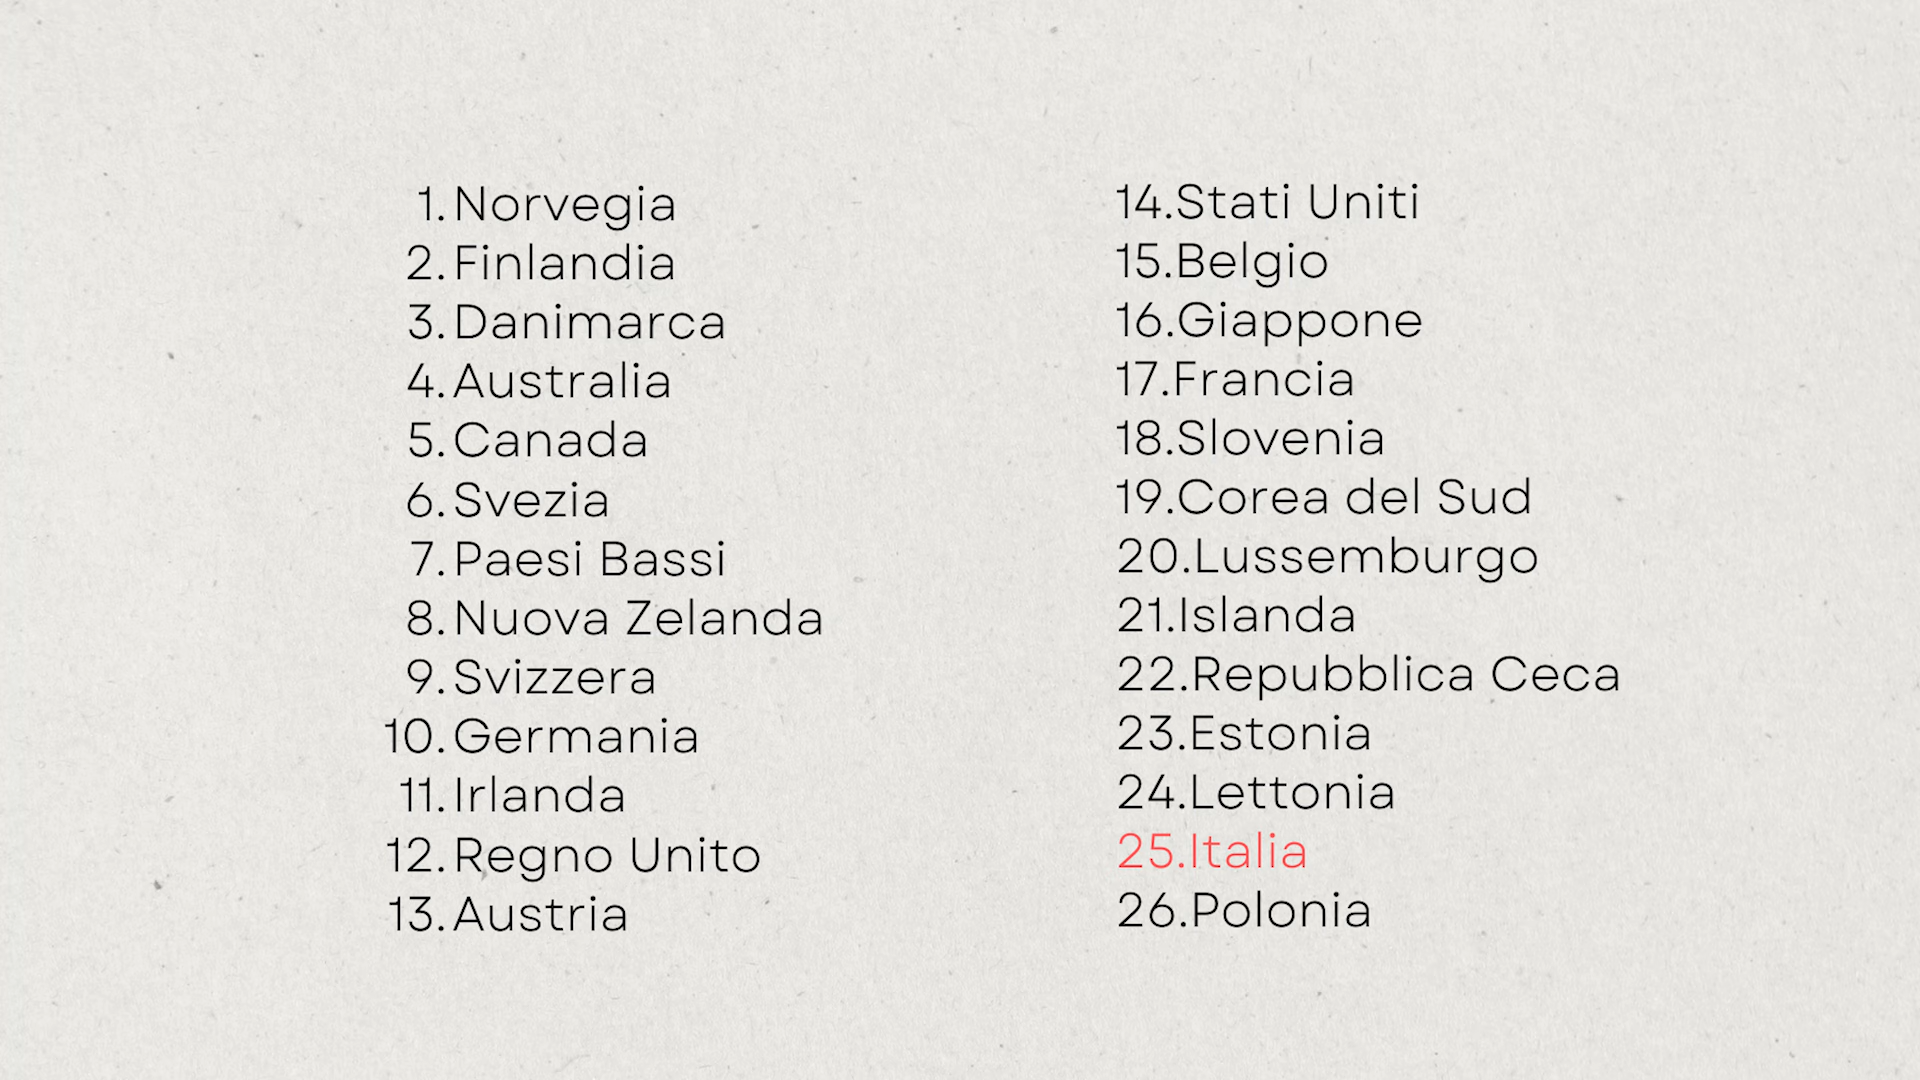 1. Norvegia
2. Finlandia
3. Danimarca
4. Australia
5. Canada
6. Svezia
7. Paesi Bassi
8. Nuova Zelanda
9. Svizzera
10. Germania
11. Irlanda
12. Regno Unito
13. Austria
14.Stati Uniti
15.Belgio
16.Giappone
17.Francia
18.Slovenia
19.Corea del Sud
20.Lussemburgo
21.Islanda
22.Repubblica Ceca
23.Estonia
24.Lettonia
25.Italia
26.Polonia